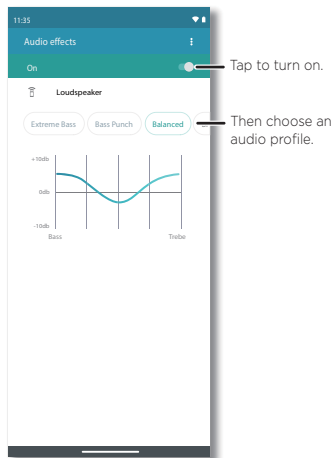 11:35
Audio effects
On
Tap to turn on.
Loudspeaker
Extreme Bass
Bass Punch
Balanced
Then choose an
audio profile.
+10db
0db
-10db
Bass
Trebe